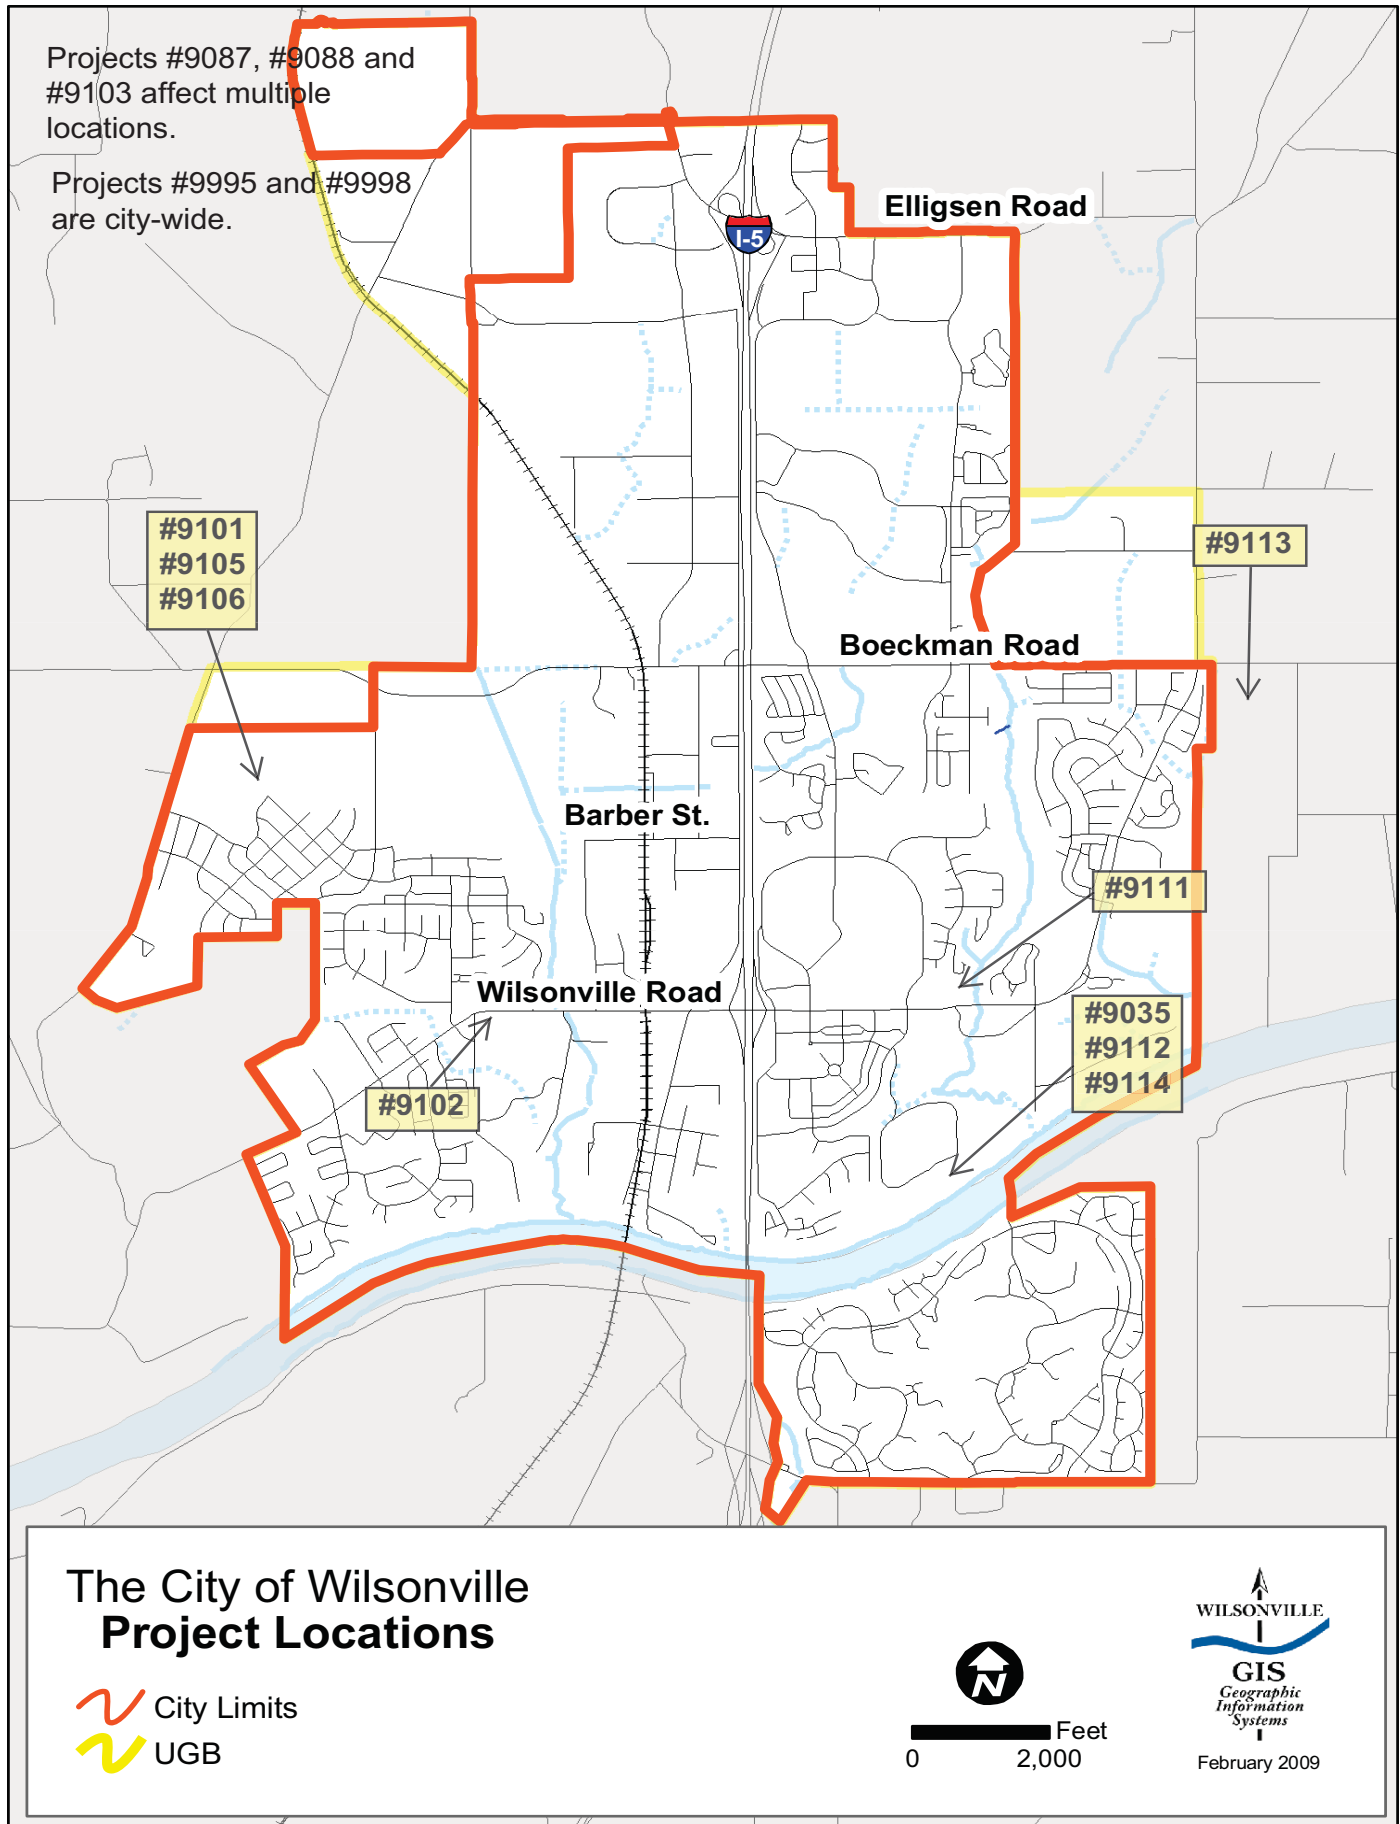 Projects #9087, #9088 and
#9103 affect multiple
locations.
Projects #9995 and #9998
are city-wide.
Elligsen Road
I-5
#9101
#9105
#9106
#9113
Boeckman Road
Barber St.
#9111
Wilsonville Road
#9035
#9112
#9114
#9102
The City of Wilsonville
Project Locations
City Limits
UGB
N
Feet
0 2,000
WILSONVILLE
GIS
Geographic
Information
Systems
February 2009